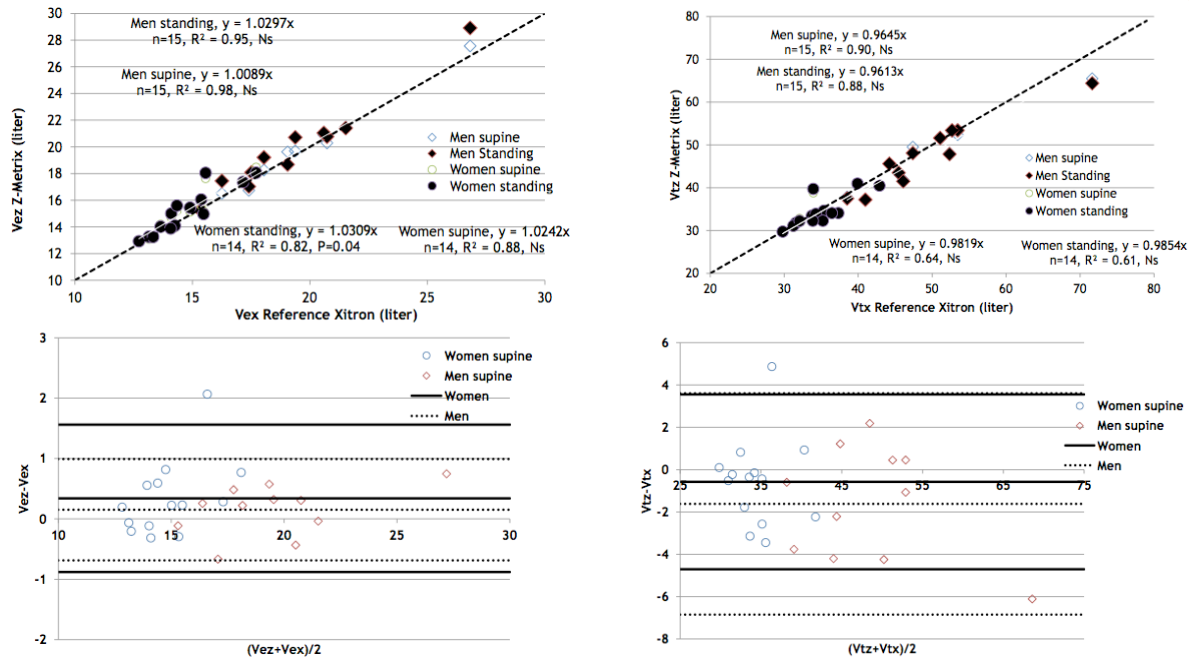 Men standing, y = 1.0297x
n=15, R² = 0.95, Ns
Men supine, y = 1.0089x
n=15, R² = 0.98, Ns
Men supine
Men Standing
Women supine
Women standing
Women standing, y = 1.0309x
n=14, R² = 0.82, P=0.04
Women supine, y = 1.0242x
n=14, R² = 0.88, Ns
Vez Z-Metrix (liter)
30
28
26
24
22
20
18
16
14
12
10
10 15 20 25 30
Vex Reference Xitron (liter)
Men supine, y = 0.9645x
n=15, R² = 0.90, Ns
Men standing, y = 0.9613x
n=15, R² = 0.88, Ns
Men supine
Men Standing
Women supine
Women standing
Women supine, y = 0.9819x
n=14, R² = 0.64, Ns
Women standing, y = 0.9854x
n=14, R² = 0.61, Ns
Vtz Z-Metrix (liter)
80
70
60
50
40
30
20
20 30 40 50 60 70 80
Vtx Reference Xitron (liter)
Women supine
Men supine
Women
Men
Vez-Vex
3
2
1
0
-1
-2
10 15 20 25 30
(Vez+Vex)/2
Women supine
Men supine
Women
Men
Vtz-Vtx
6
4
2
0
-2
-4
-6
-8
25 35 45 55 65 75
(Vtz+Vtx)/2